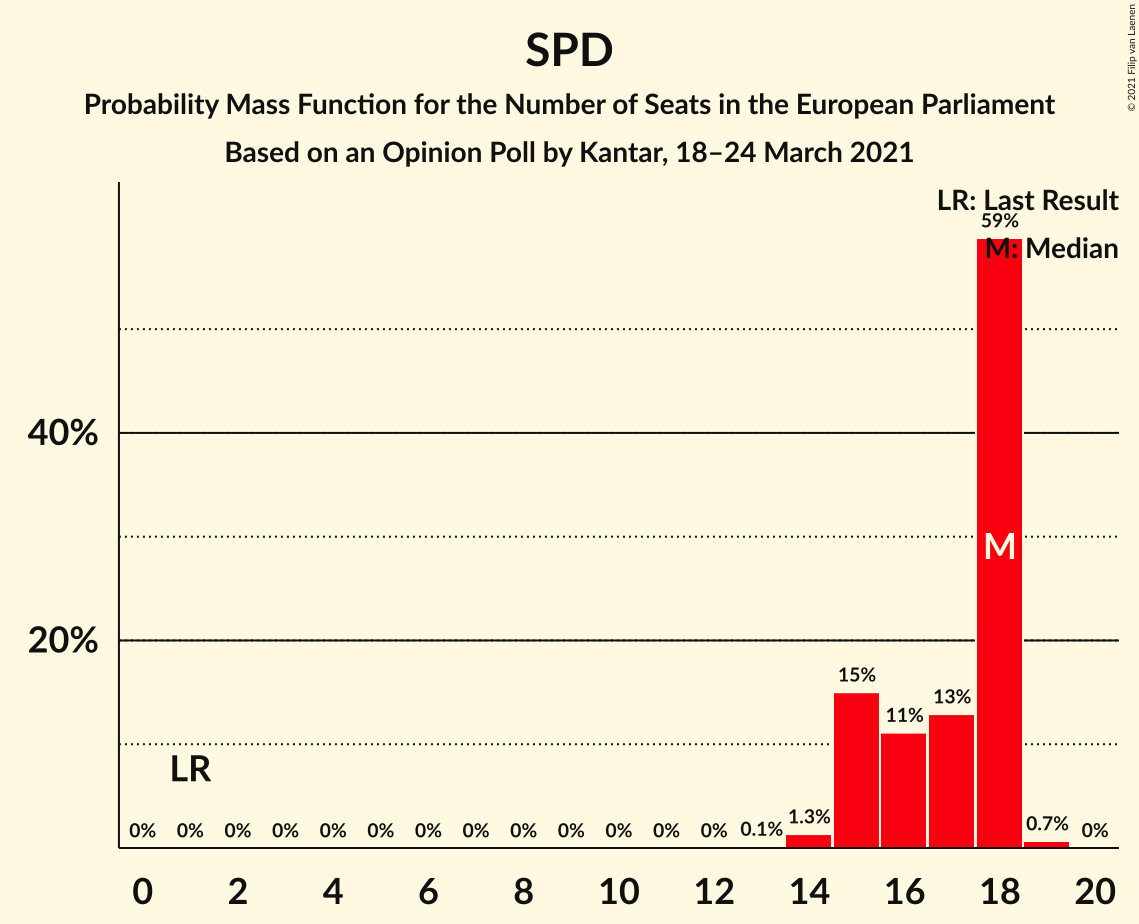 © 2021 Filip van Laenen
SPD
Probability Mass Function for the Number of Seats in the European Parliament
Based on an Opinion Poll by Kantar, 18–24 March 2021
LR: Last Result
59%
M: Median
40%
M
20%
15%
13%
11%
LR
0% 0% 0% 0% 0% 0% 0% 0% 0% 0% 0% 0% 0% 0.1% 1.3% 0.7% 0%
0 2 4 6 8 10 12 14 16 18 20